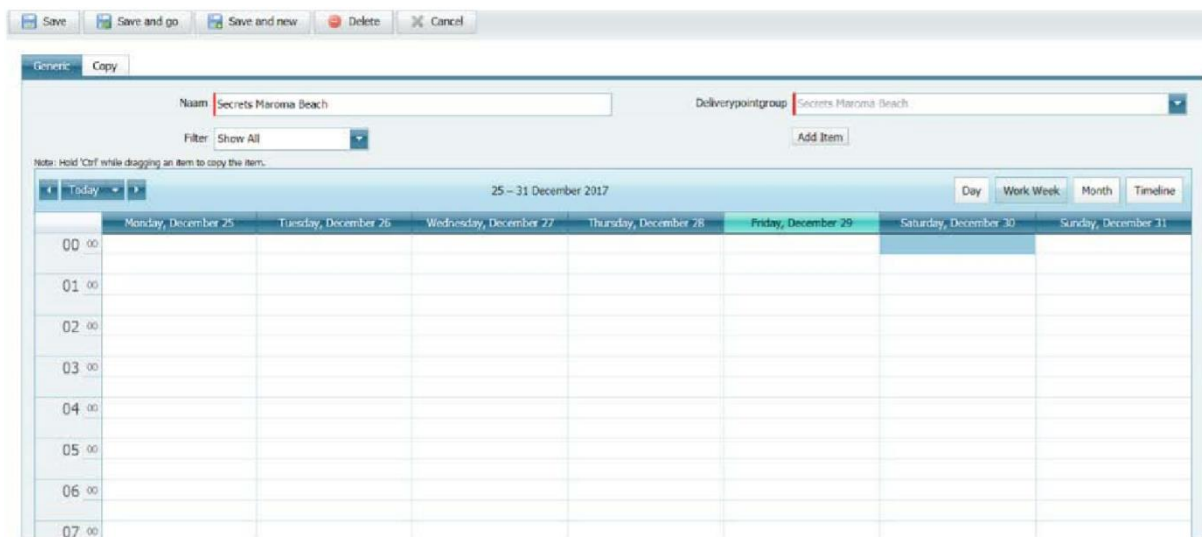 Save Save and go Save and new Delete Cancel
Generic Copy
Naam Secrets Maroma Beach Deliverypointgroup Secrets Maroma Beach
Filter Show All Add Item
Note: Hold 'Ctrl' while dragging an item to copy the item.
Today 25 – 31 December 2017 Day Work Week Month Timeline
Monday, December 25 Tuesday, December 26 Wednesday, December 27 Thursday, December 28 Friday, December 29 Saturday, December 30 Sunday, December 31
00 00
01 00
02 00
03 00
04 00
05 00
06 00
07 00